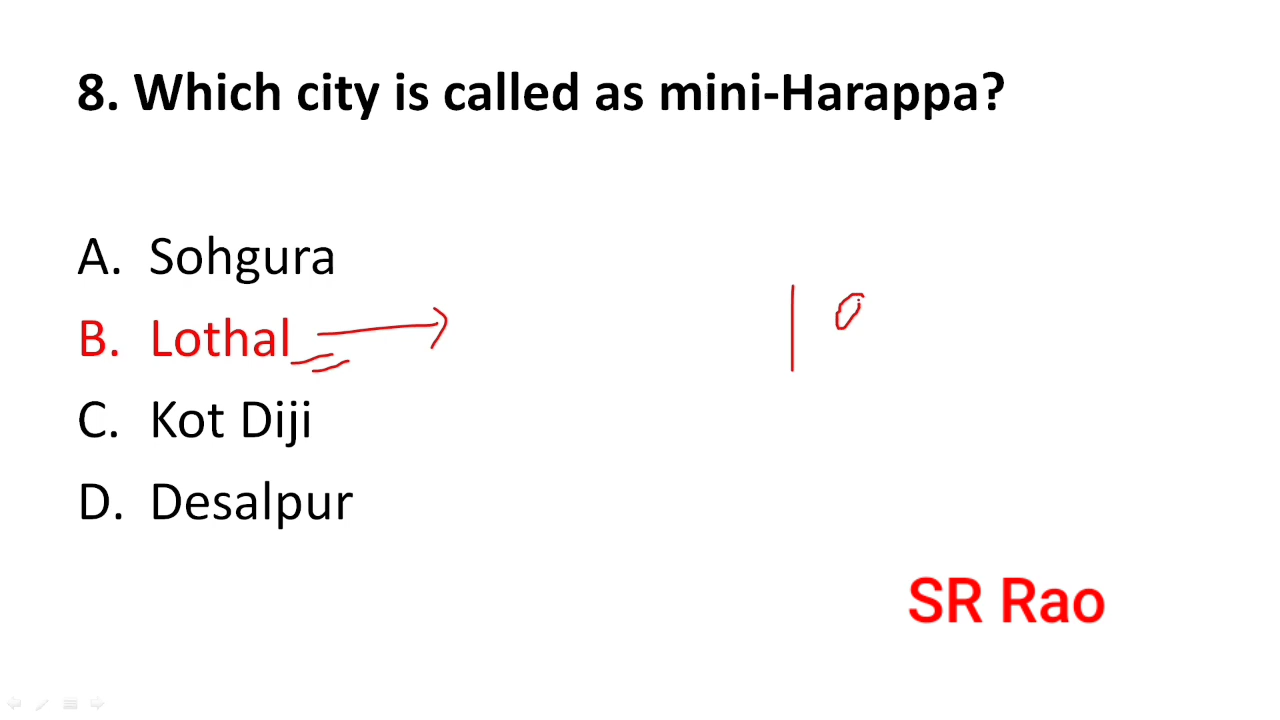 8. Which city is called as mini-Harappa?
A. Sohgura
B. Lothal
C. Kot Diji
D. Desalpur
SR Rao